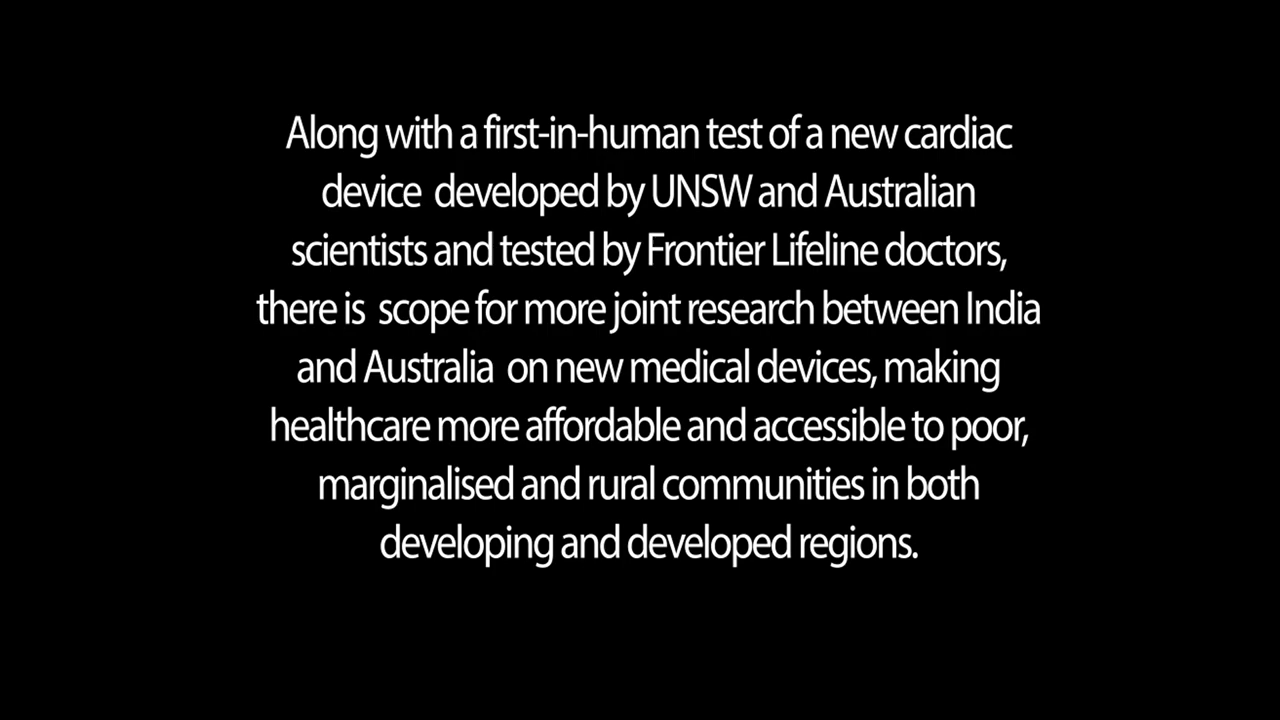 Along with a first-in-human test of a new cardiac
device  developed by UNSW and Australian
scientists and tested by Frontier Lifeline doctors,
there is  scope for more joint research between India
and Australia  on new medical devices, making
healthcare more affordable and accessible to poor,
marginalised and rural communities in both
developing and developed regions.